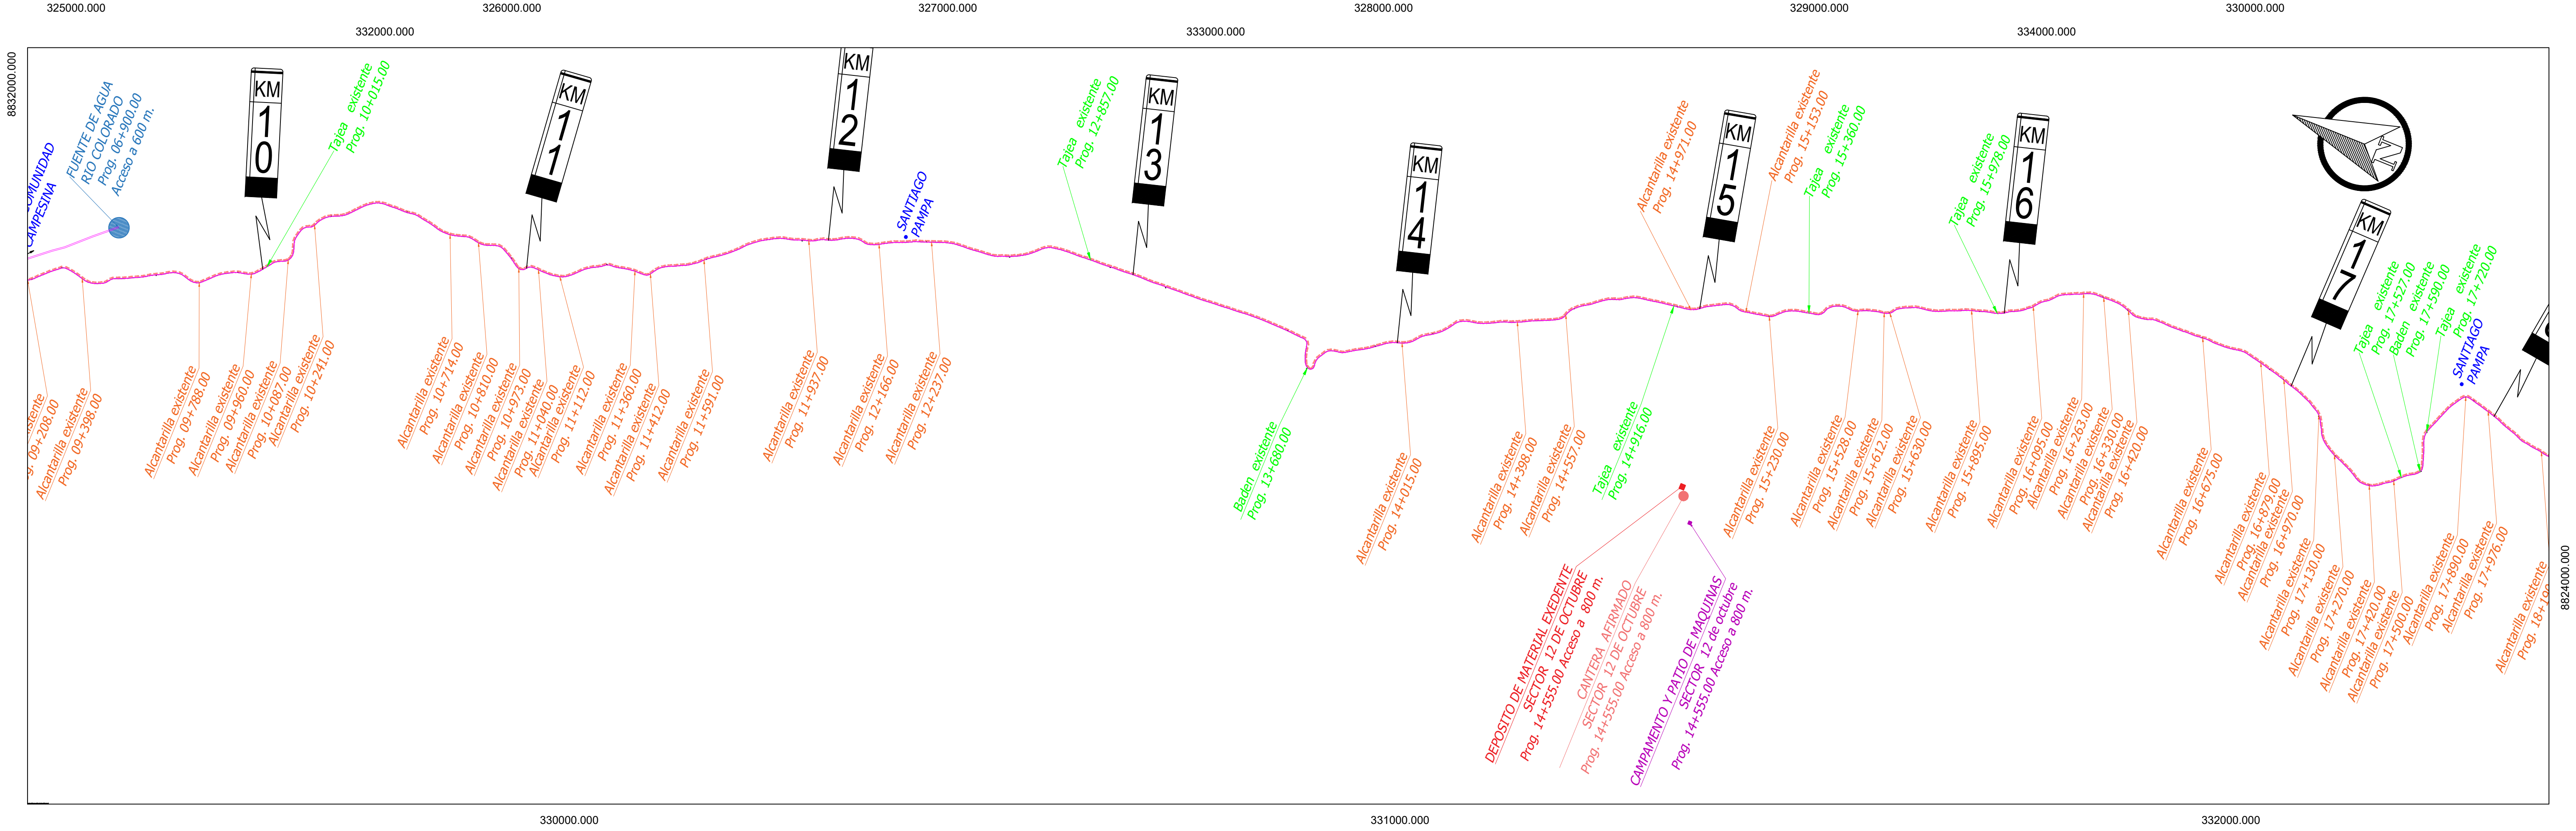 325000.000
326000.000
327000.000
328000.000
329000.000
330000.000
332000.000
333000.000
334000.000
8832000.000
CAMPESINA
FUENTE DE AGUA
RIO COLORADO
Prog. 06+900.00
Acceso a 600 m.
KM
10
Tajea existente
Prog. 10+015.00
KM
11
KM
12
SANTIAGO
PAMPA
Tajea existente
Prog. 12+857.00
KM
13
KM
14
Alcantarilla existente
Prog. 14+971.00
KM
15
Alcantarilla existente
Prog. 15+153.00
Tajea existente
Prog. 15+360.00
Tajea existente
Prog. 15+978.00
KM
16
N
KM
17
Tajea existente
Prog. 17+527.00
Baden existente
Prog. 17+590.00
Tajea existente
Prog. 17+720.00
SANTIAGO
PAMPA
09+208.00
Alcantarilla existente
Prog. 09+398.00
Alcantarilla existente
Prog. 09+788.00
Alcantarilla existente
Prog. 09+960.00
Alcantarilla existente
Prog. 10+087.00
Alcantarilla existente
Prog. 10+241.00
Alcantarilla existente
Prog. 10+714.00
Alcantarilla existente
Prog. 10+810.00
Alcantarilla existente
Prog. 10+973.00
Alcantarilla existente
Prog. 11+040.00
Alcantarilla existente
Prog. 11+112.00
Alcantarilla existente
Prog. 11+360.00
Alcantarilla existente
Prog. 11+412.00
Alcantarilla existente
Prog. 11+591.00
Alcantarilla existente
Prog. 11+937.00
Alcantarilla existente
Prog. 12+166.00
Alcantarilla existente
Prog. 12+237.00
Baden existente
Prog. 13+680.00
Alcantarilla existente
Prog. 14+015.00
Alcantarilla existente
Prog. 14+398.00
Alcantarilla existente
Prog. 14+557.00
Tajea existente
Prog. 14+916.00
DEPOSITO DE MATERIAL EXEDENTE
SECTOR 12 DE OCTUBRE
Prog. 14+555.00 Acceso a 800 m.
CANTERA AFIRMADO
SECTOR 12 DE OCTUBRE
Prog. 14+555.00 Acceso a 800 m.
CAMPAMENTO Y PATIO DE MAQUINAS
SECTOR 12 de octubre
Prog. 14+555.00 Acceso a 800 m.
Alcantarilla existente
Prog. 15+230.00
Alcantarilla existente
Prog. 15+528.00
Alcantarilla existente
Prog. 15+612.00
Alcantarilla existente
Prog. 15+630.00
Alcantarilla existente
Prog. 15+895.00
Alcantarilla existente
Prog. 16+095.00
Alcantarilla existente
Prog. 16+263.00
Alcantarilla existente
Prog. 16+330.00
Alcantarilla existente
Prog. 16+420.00
Alcantarilla existente
Prog. 16+675.00
Alcantarilla existente
Prog. 16+879.00
Alcantarilla existente
Prog. 16+970.00
Alcantarilla existente
Prog. 17+130.00
Alcantarilla existente
Prog. 17+270.00
Alcantarilla existente
Prog. 17+420.00
Alcantarilla existente
Prog. 17+5000.00
Alcantarilla existente
Prog. 17+890.00
Alcantarilla existente
Prog. 17+976.00
Alcantarilla existente
Prog.
8824000.000
330000.000
331000.000
332000.000